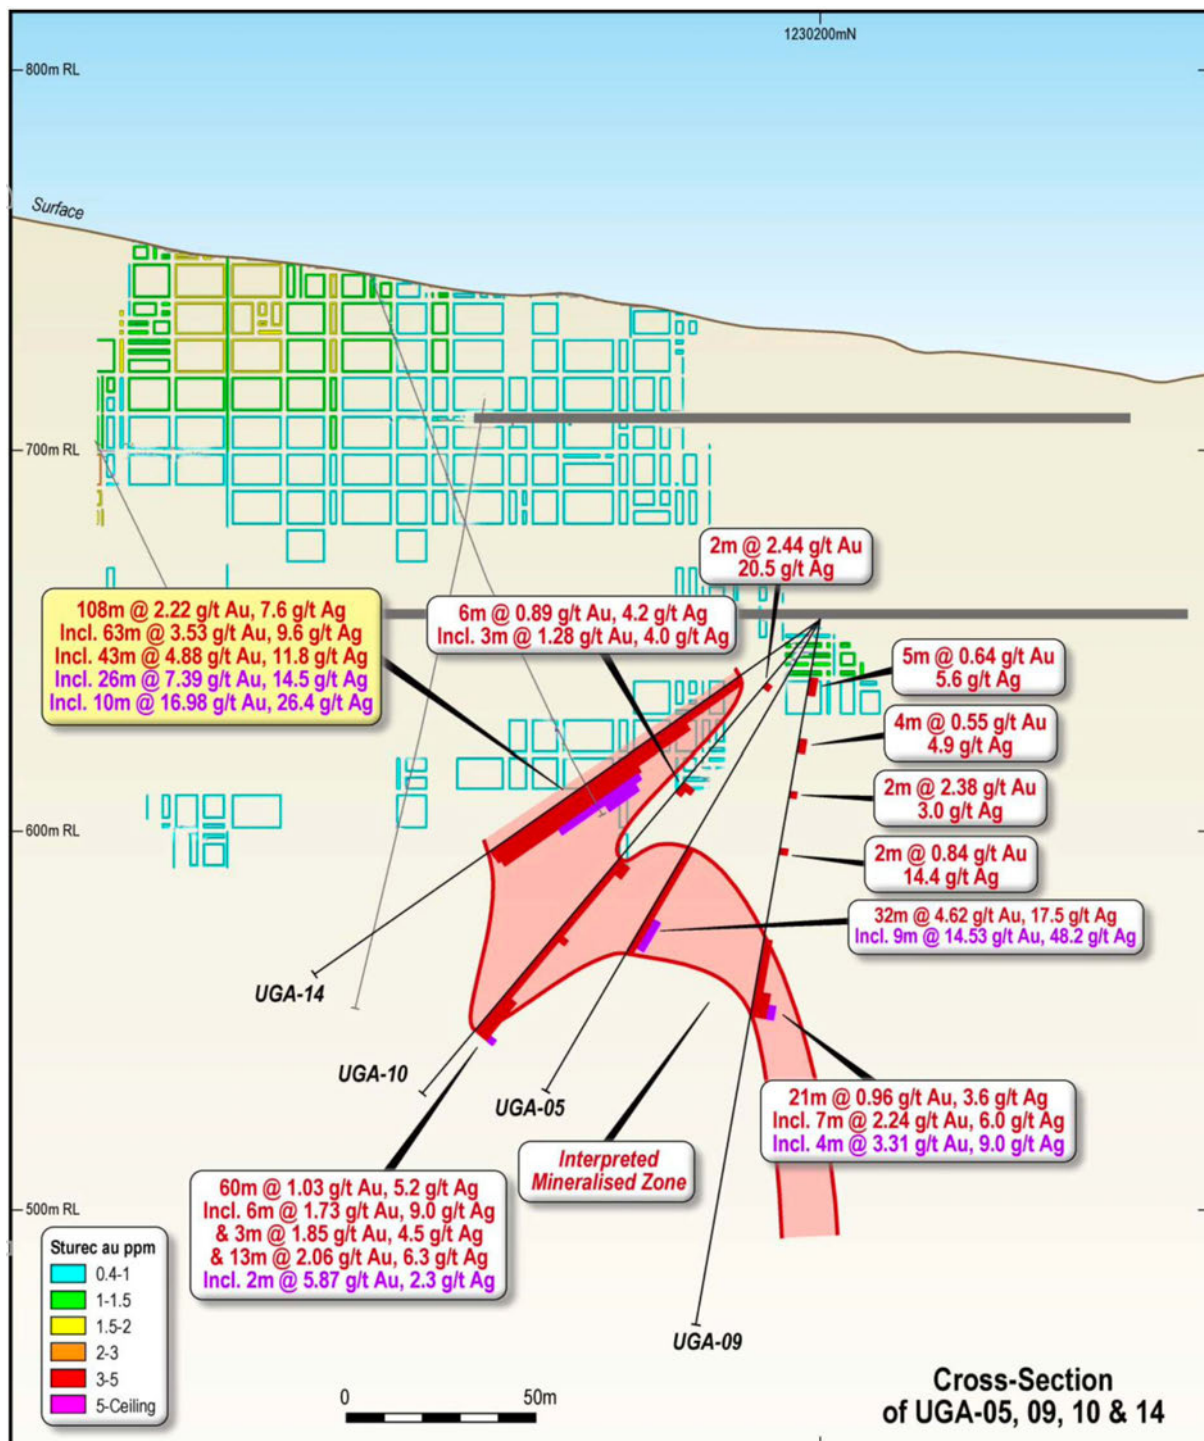 1230200mN
800m RL
Surface
700m RL
2m @ 2.44 g/t Au
20.5 g/t Ag
108m @ 2.22 g/t Au, 7.6 g/t Ag
Incl. 63m @ 3.53 g/t Au, 9.6 g/t Ag
Incl. 43m @ 4.88 g/t Au, 11.8 g/t Ag
Incl. 26m @ 7.39 g/t Au, 14.5 g/t Ag
Incl. 10m @ 16.98 g/t Au, 26.4 g/t Ag
6m @ 0.89 g/t Au, 4.2 g/t Ag
Incl. 3m @ 1.28 g/t Au, 4.0 g/t Ag
5m @ 0.64 g/t Au
5.6 g/t Ag
4m @ 0.55 g/t Au
4.9 g/t Ag
2m @ 2.38 g/t Au
3.0 g/t Ag
600m RL
2m @ 0.84 g/t Au
14.4 g/t Ag
32m @ 4.62 g/t Au, 17.5 g/t Ag
Incl. 9m @ 14.53 g/t Au, 48.2 g/t Ag
UGA-14
UGA-10
UGA-05
21m @ 0.96 g/t Au, 3.6 g/t Ag
Incl. 7m @ 2.24 g/t Au, 6.0 g/t Ag
Incl. 4m @ 3.31 g/t Au, 9.0 g/t Ag
Interpreted
Mineralised Zone
60m @ 1.03 g/t Au, 5.2 g/t Ag
Incl. 6m @ 1.73 g/t Au, 9.0 g/t Ag
& 3m @ 1.85 g/t Au, 4.5 g/t Ag
& 13m @ 2.06 g/t Au, 6.3 g/t Ag
Incl. 2m @ 5.87 g/t Au, 2.3 g/t Ag
500m RL
UGA-09
Sturec au ppm
0.4-1
1-1.5
1.5-2
2-3
3-5
5-Ceiling
0 50m
Cross-Section
of UGA-05, 09, 10 & 14